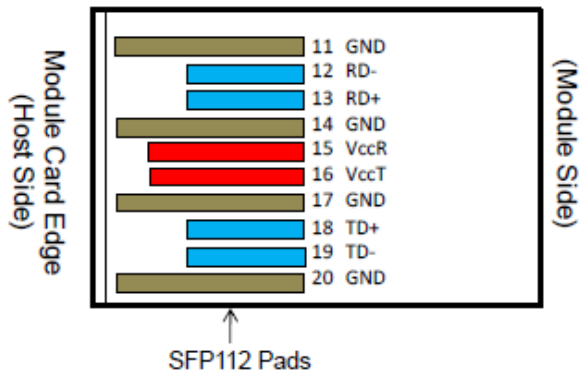 Module Card Edge
(Host Side)
11 GND
12 RD-
13 RD+
14 GND
15 VccR
16 VccT
17 GND
18 TD+
19 TD-
20 GND
(Module Side)
SFP112 Pads